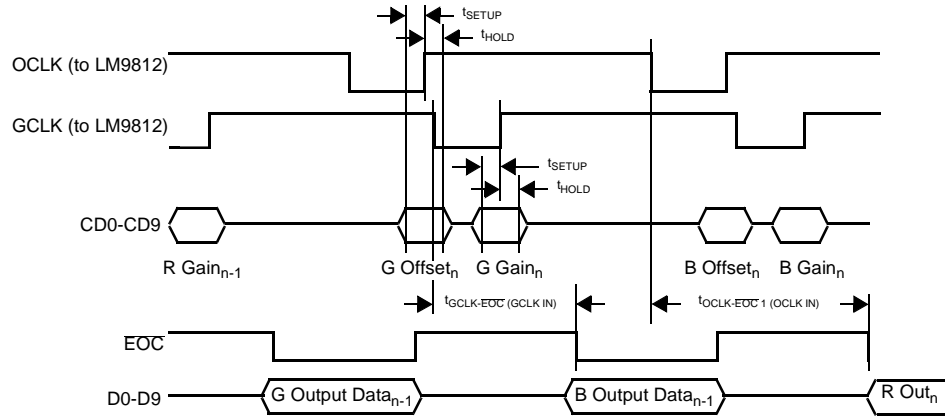 tSETUP
tHOLD
OCLK (to LM9812)
GCLK (to LM9812)
tSETUP
tHOLD
CD0-CD9
R Gainn-1
G Offsetn
G Gainn
B Offsetn
B Gainn
tGCLK-EOC (GCLK IN)
tOCLK-EOC 1 (OCLK IN)
EOC
D0-D9
G Output Datan-1
B Output Datan-1
R Outn